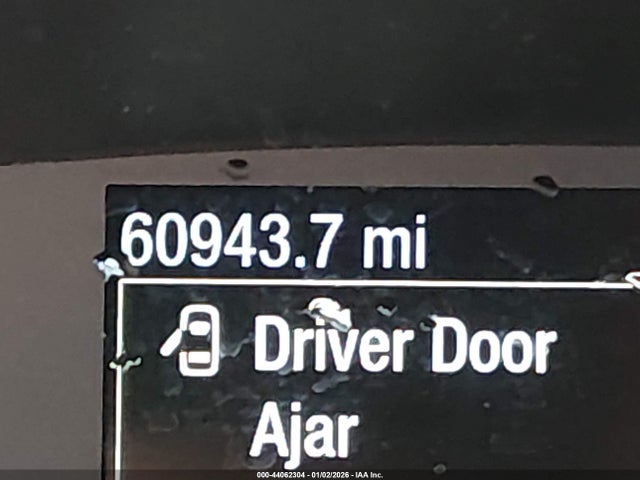 60943.7 mi
Driver Door
Ajar
000-44062304 - 01/02/2026 - IAA Inc.